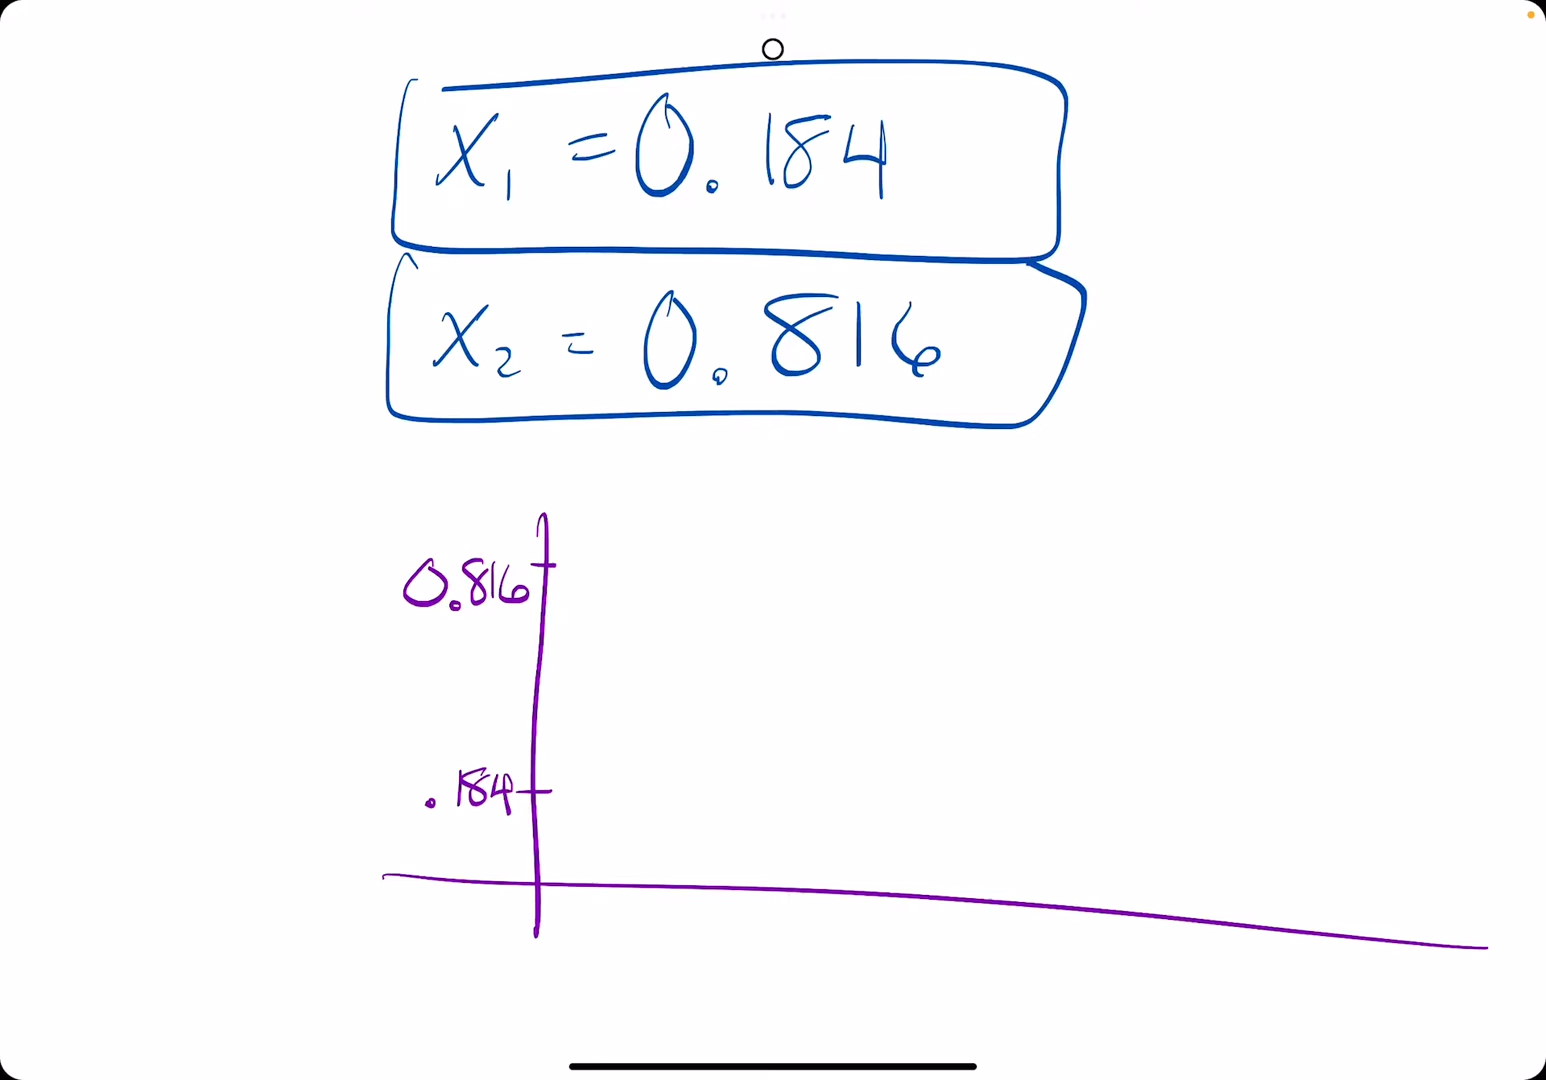 X₁ = 0.184
X₂ = 0.816
0.816
.184